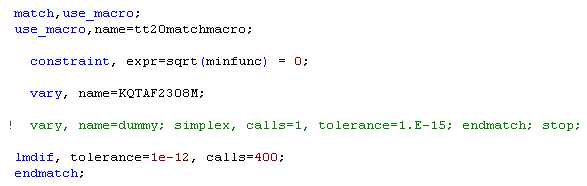 match,use_macro;
use_macro,name=tt20matchmacro;
constraint, expr=sqrt(minfunc) = 0;
vary, name=KQTAF2308M;
! vary, name=dummy; simplex, calls=1, tolerance=1.E-15; endmatch; stop;
lmdif, tolerance=1e-12, calls=400;
endmatch;